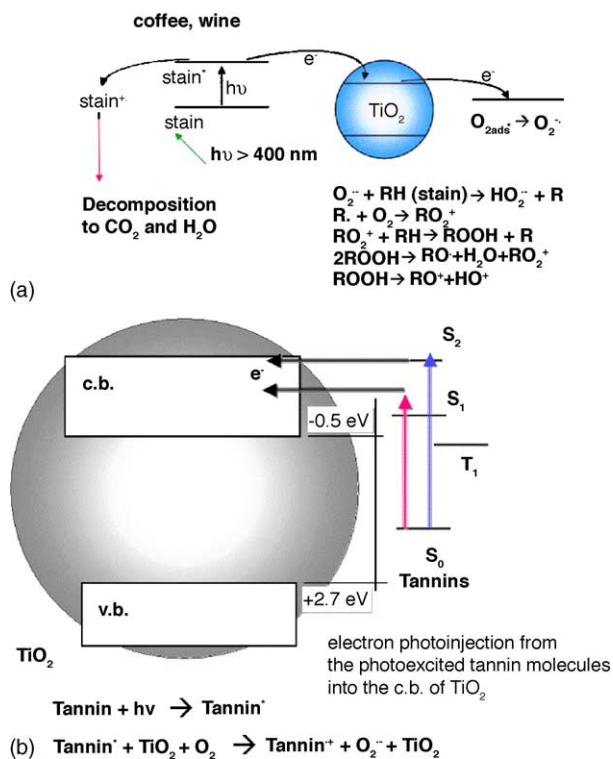 coffee, wine
stain*
e-
e-
hυ
TiO2
stain+.
stain
O2ads* → O2-.
hυ > 400 nm
Decomposition
to CO2 and H2O
O2-. + RH (stain) → HO2-. + R
R. + O2 → RO2+
RO2+ + RH → ROOH + R
2ROOH → RO·+H2O+RO2+
ROOH → RO++HO+
(a)
S2
c.b.
e-
S1
-0.5 eV
T1
S0
Tannins
v.b.
+2.7 eV
TiO2
electron photoinjection from
the photoexcited tannin molecules
into the c.b. of TiO2
Tannin + hv → Tannin*
(b) Tannin* + TiO2 + O2 → Tannin·+ + O2-. + TiO2